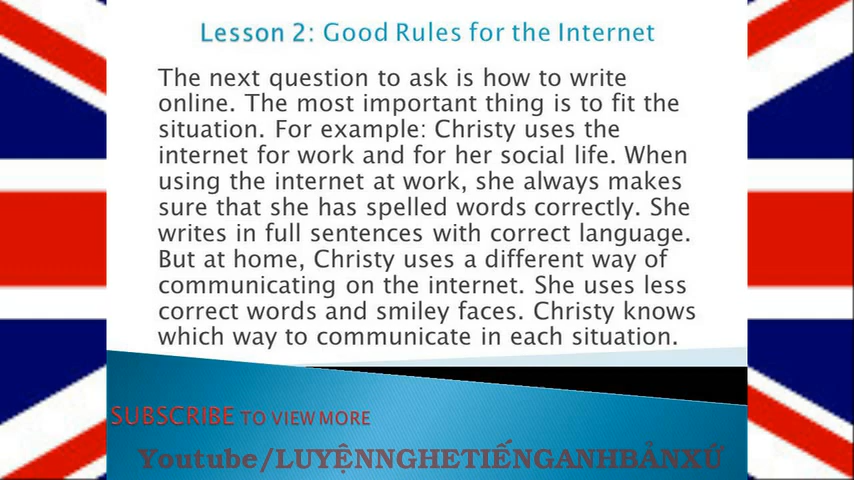 Lesson 2: Good Rules for the Internet
The next question to ask is how to write
online. The most important thing is to fit the
situation. For example: Christy uses the
internet for work and for her social life. When
using the internet at work, she always makes
sure that she has spelled words correctly. She
writes in full sentences with correct language.
But at home, Christy uses a different way of
communicating on the internet. She uses less
correct words and smiley faces. Christy knows
which way to communicate in each situation.
SUBSCRIBE TO VIEW MORE
Youtube/LUYỆNNGHETIẾNGANHBẢNXỨ